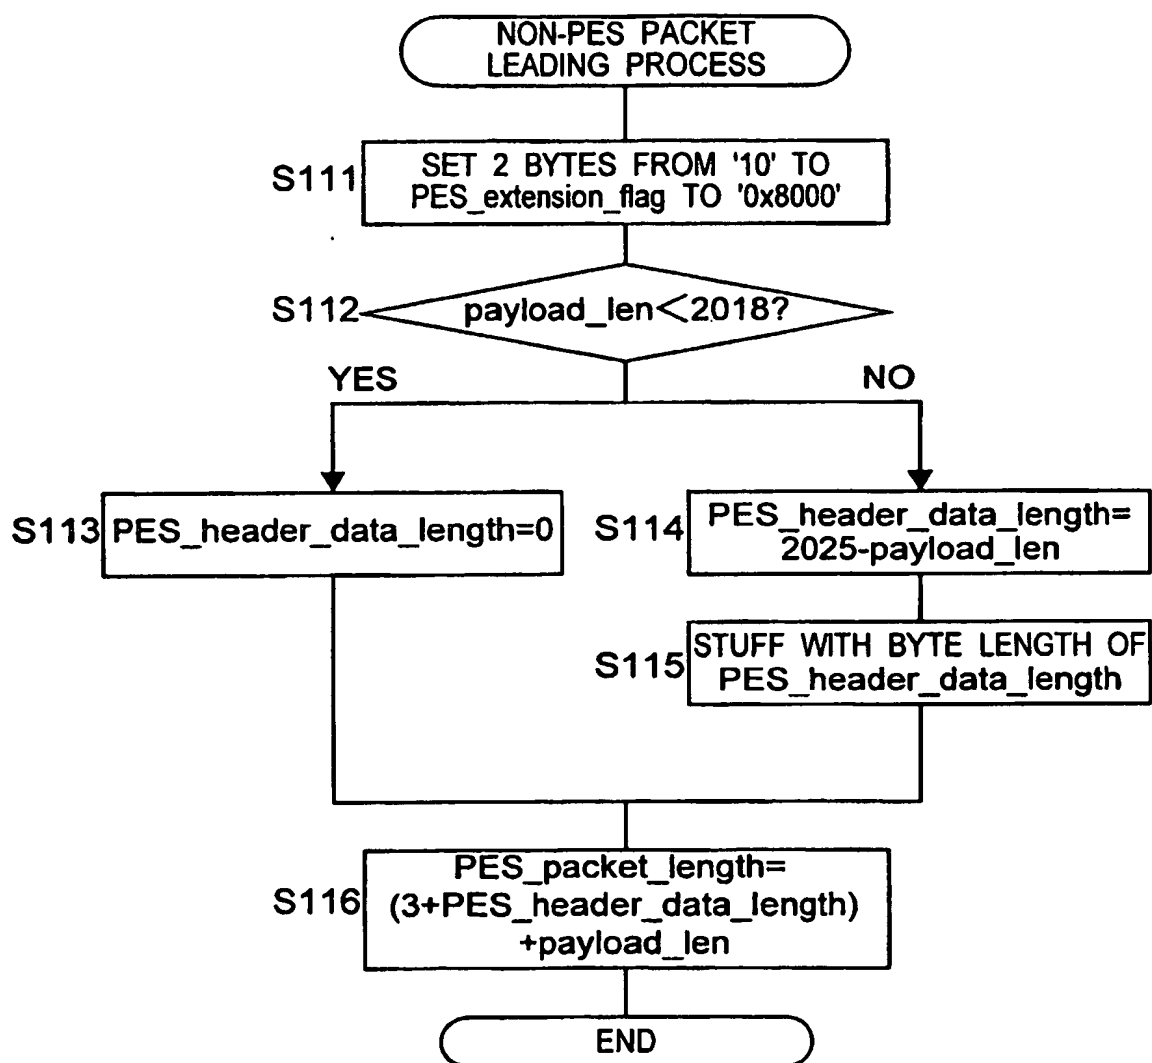 NON-PES PACKET
LEADING PROCESS
S111
SET 2 BYTES FROM '10' TO
PES_extension_flag TO '0x8000'
S112
payload_len<2018?
YES
NO
S113
PES_header_data_length=0
S114
PES_header_data_length=
2025-payload_len
S115
STUFF WITH BYTE LENGTH OF
PES_header_data_length
S116
PES_packet_length=
(3+PES_header_data_length)
+payload_len
END